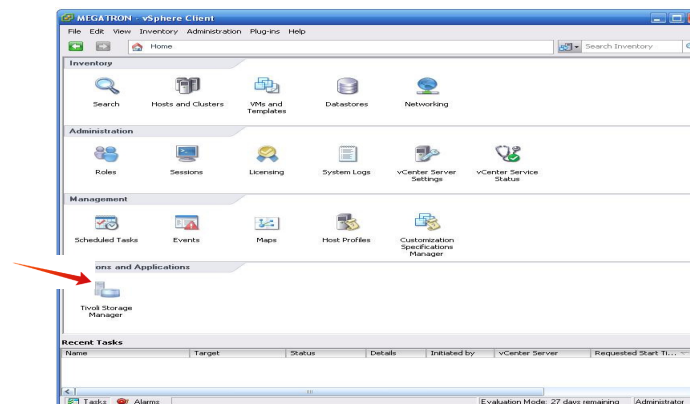 MEGATRON - vSphere Client
File Edit View Inventory Administration Plug-ins Help
Home
Search Inventory
Inventory
Search Hosts and Clusters VMs and Datastores Networking
Templates
Administration
Roles Sessions Licensing System Logs vCenter Server vCenter Service
Settings Status
Management
Scheduled Tasks Events Maps Host Profiles Customization
Specifications
Manager
ons and Applications
Tivoli Storage
Manager
Recent Tasks
Name Target Status Details Initiated by vCenter Server Requested Start Ti...
Tasks Alarms Evaluation Mode: 27 days remaining Administrator